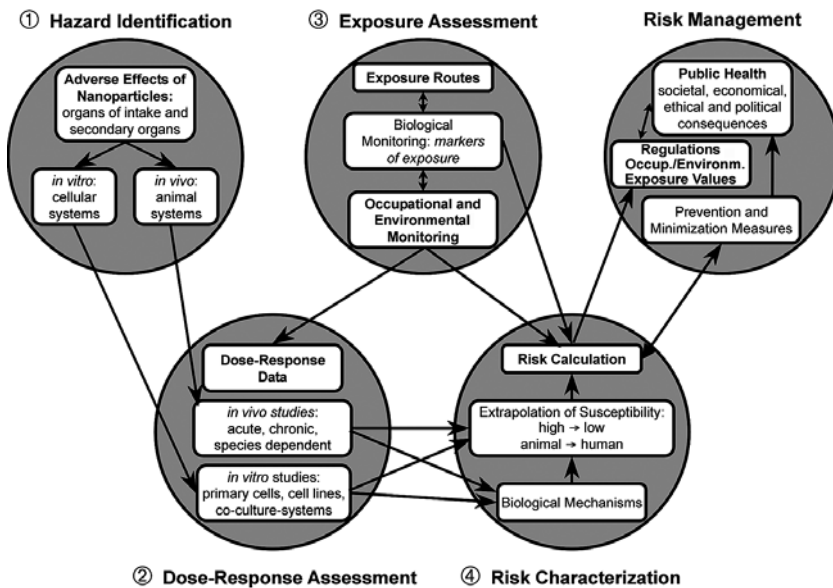 ① Hazard Identification
Adverse Effects of
Nanoparticles:
organs of intake and
secondary organs
in vitro:
cellular
systems
in vivo:
animal
systems
③ Exposure Assessment
Exposure Routes
Biological
Monitoring: markers
of exposure
Occupational and
Environmental
Monitoring
Risk Management
Public Health
societal, economical,
ethical and political
consequences
Regulations
Occup./Environm.
Exposure Values
Prevention and
Minimization Measures
Dose-Response
Data
in vivo studies:
acute, chronic,
species dependent
in vitro studies:
primary cells, cell lines,
co-culture-systems
② Dose-Response Assessment
Risk Calculation
Extrapolation of Susceptibility:
high → low
animal → human
Biological Mechanisms
④ Risk Characterization